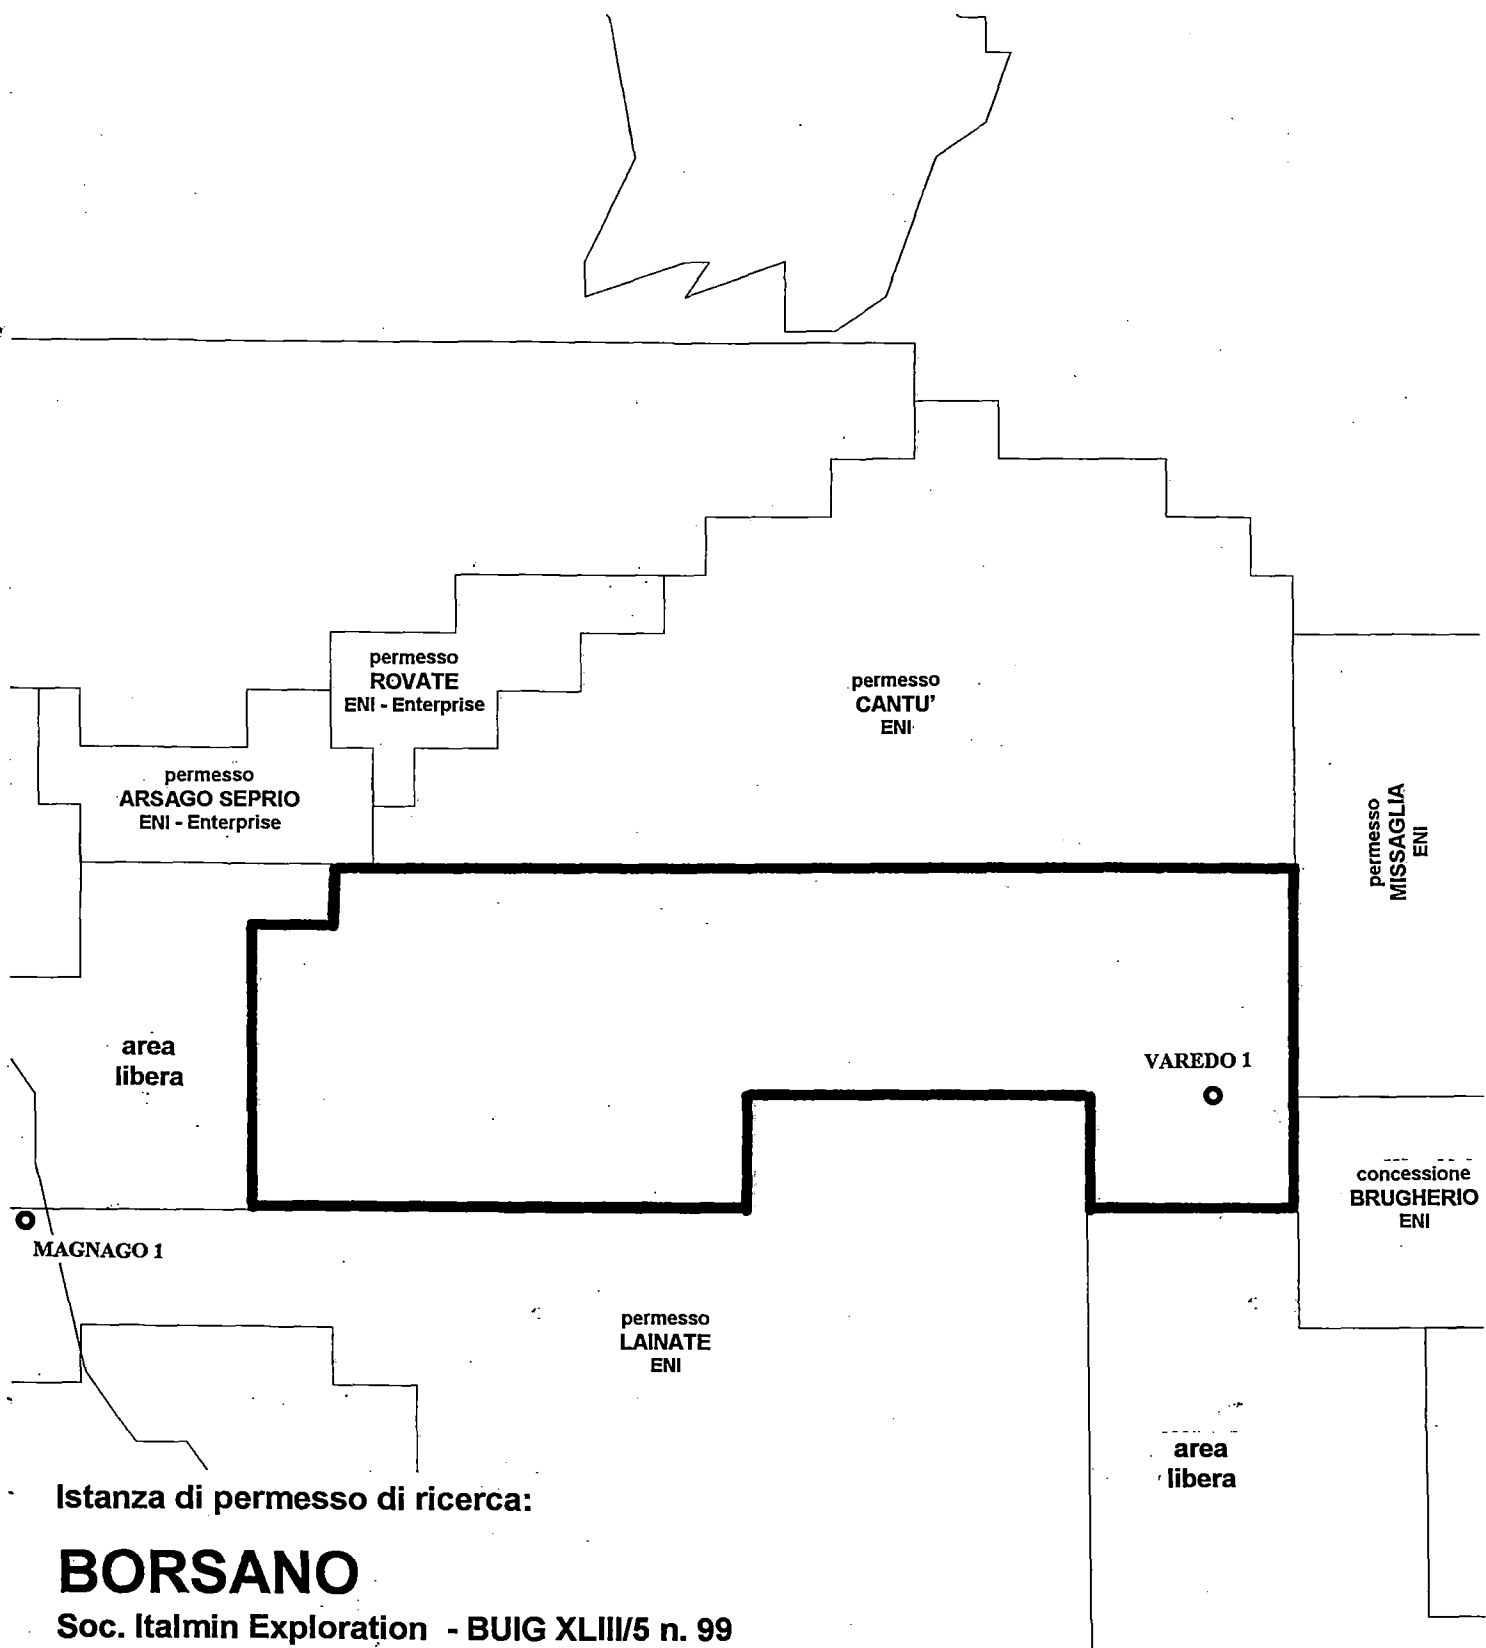 permesso
ROVATE
ENI - Enterprise
permesso
CANTU'
ENI
permesso
ARSAGO SEPRIO
ENI - Enterprise
permesso
MISSAGLIA
ENI
area
libera
VAREDO 1
concessione
BRUGHERIO
ENI
MAGNAGO 1
permesso
LAINATE
ENI
area
libera
Istanza di permesso di ricerca:
BORSANO
Soc. Italmin Exploration - BUIG XLIII/5 n. 99